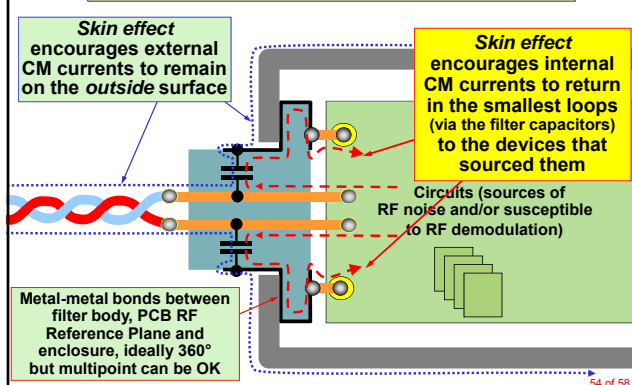 Skin effect
encourages external
CM currents to remain
on the outside surface
Skin effect
encourages internal
CM currents to return
in the smallest loops
(via the filter capacitors)
to the devices that
sourced them
Circuits (sources of
RF noise and/or susceptible
to RF demodulation)
Metal-metal bonds between
filter body, PCB RF
Reference Plane and
enclosure, ideally 360°
but multipoint can be OK
54 of 58